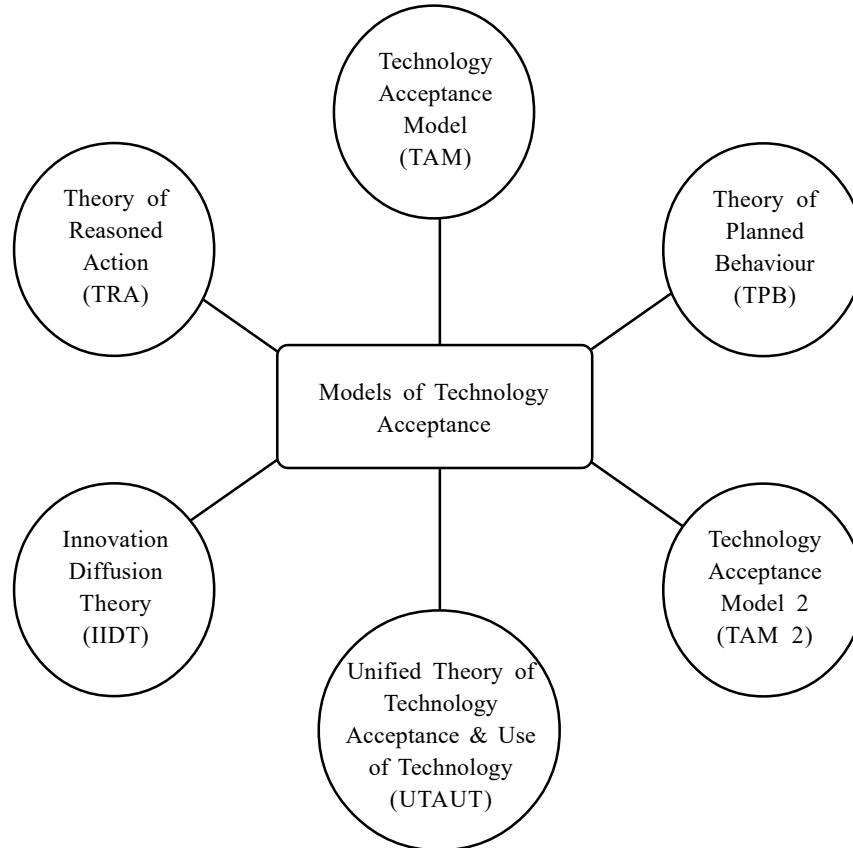 Technology
Acceptance
Model
(TAM)
Theory of
Reasoned
Action
(TRA)
Theory of
Planned
Behaviour
(TPB)
Models of Technology
Acceptance
Innovation
Diffusion
Theory
(IIDT)
Technology
Acceptance
Model 2
(TAM 2)
Unified Theory of
Technology
Acceptance & Use
of Technology
(UTAUT)